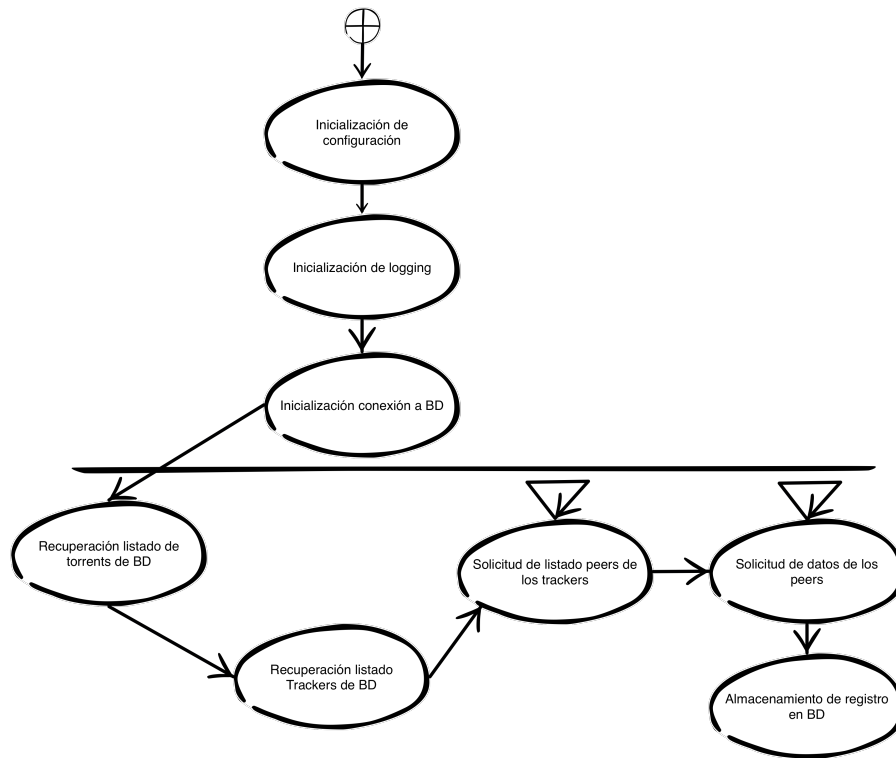 Inicialización de
configuración
Inicialización de logging
Inicialización conexión a BD
Recuperación listado de
torrents de BD
Recuperación listado
Trackers de BD
Solicitud de listado peers de
los trackers
Solicitud de datos de los
peers
Almacenamiento de registro
en BD